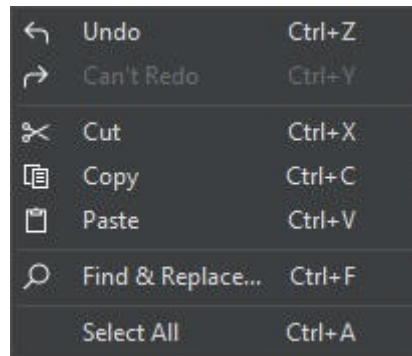 Undo Ctrl+Z
Can't Redo Ctrl+Y
Cut Ctrl+X
Copy Ctrl+C
Paste Ctrl+V
Find & Replace... Ctrl+F
Select All Ctrl+A